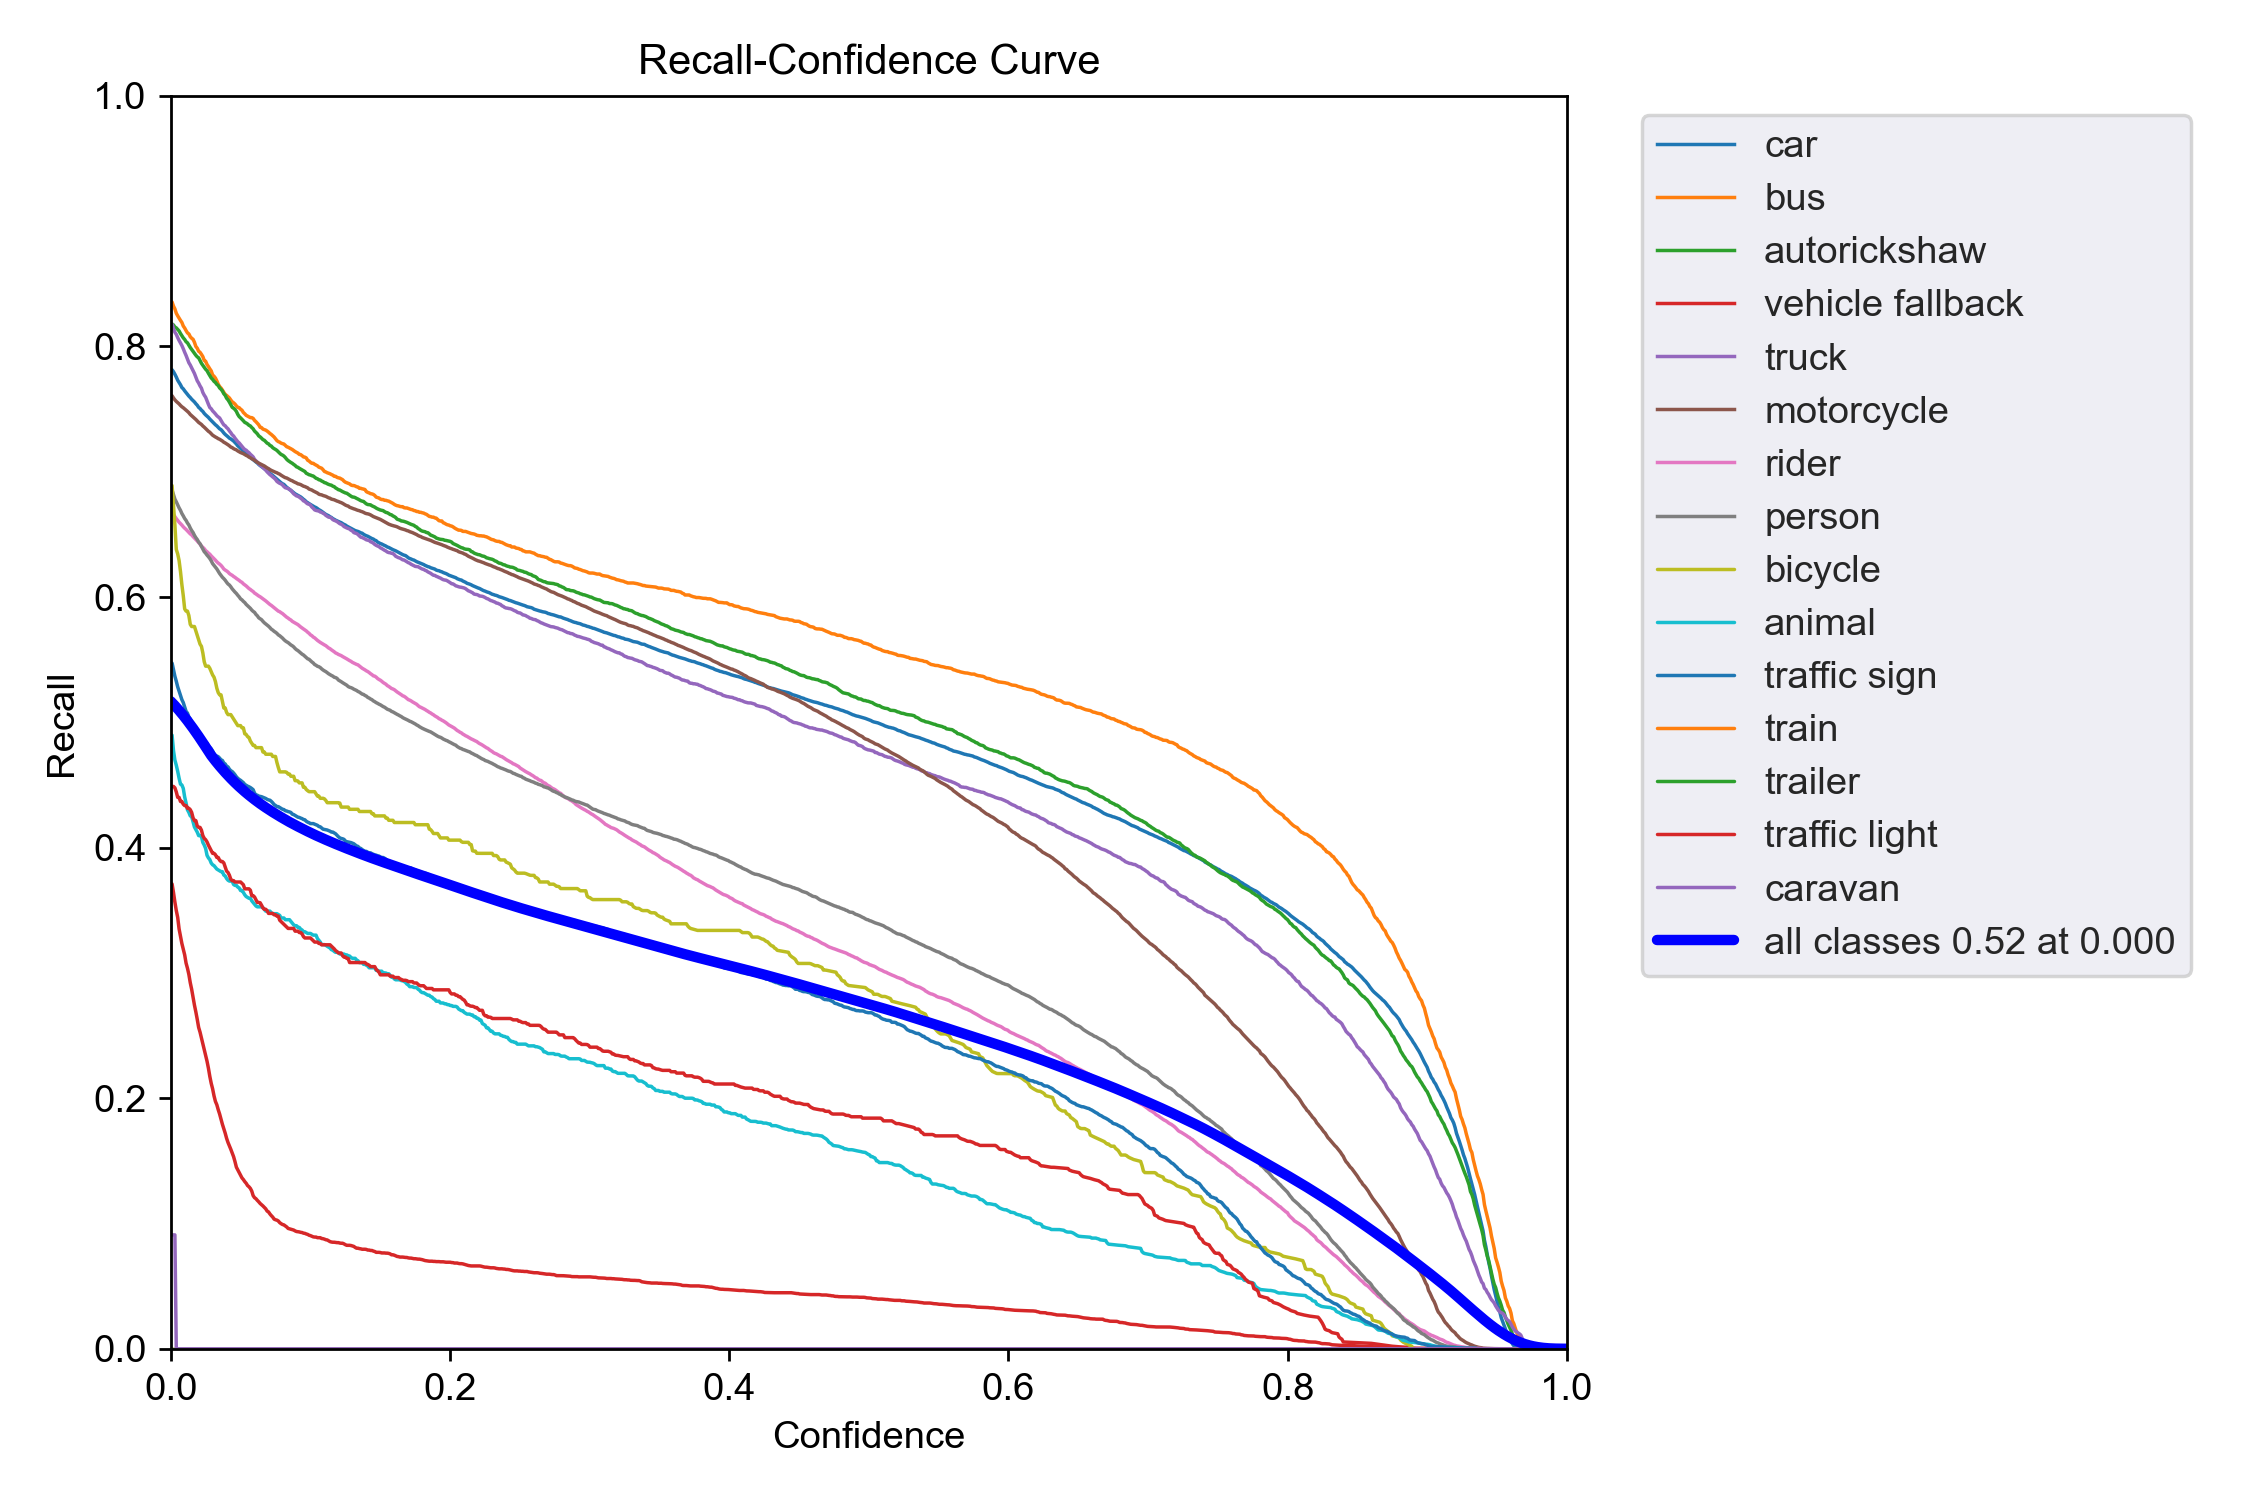 Recall-Confidence Curve
1.0
0.8
0.6
0.4
0.2
0.0
Recall
0.0 0.2 0.4 0.6 0.8 1.0
Confidence
car
bus
autorickshaw
vehicle fallback
truck
motorcycle
rider
person
bicycle
animal
traffic sign
train
trailer
traffic light
caravan
all classes 0.52 at 0.000